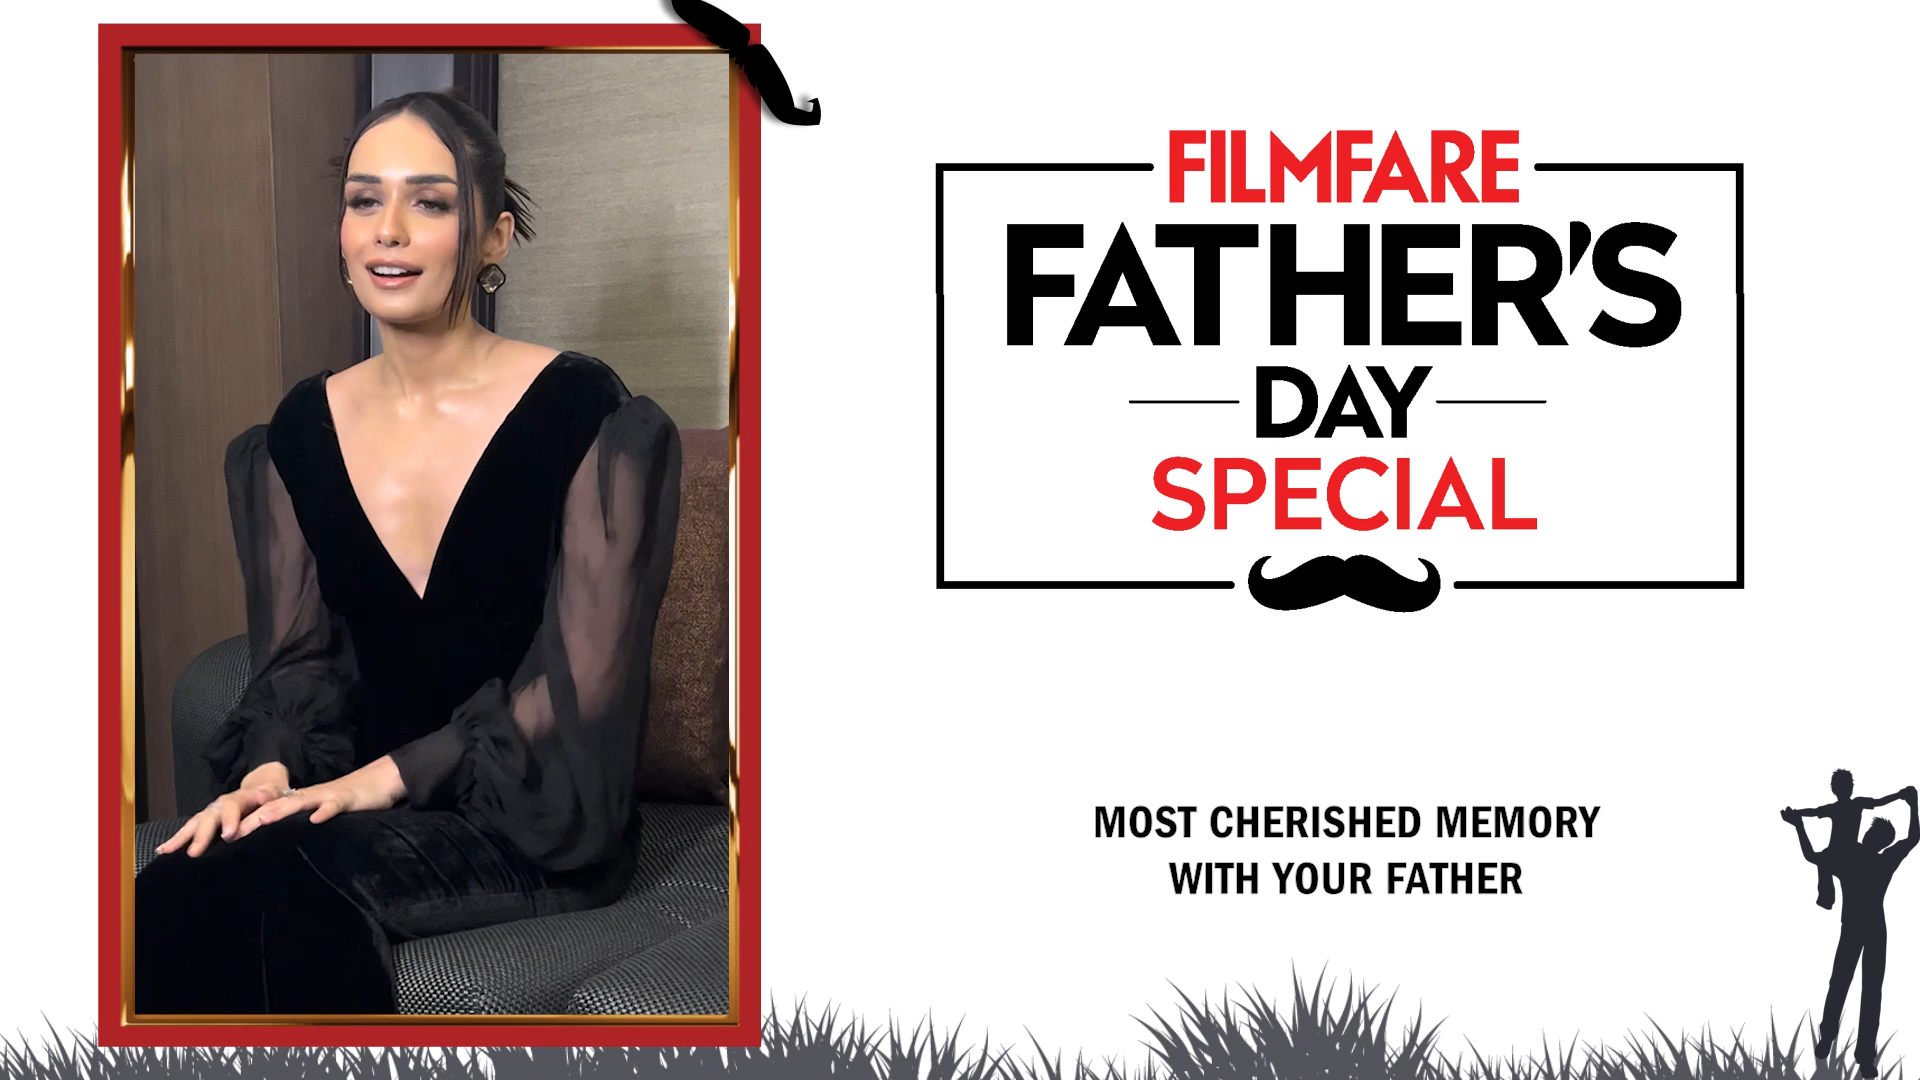 FILMFARE
FATHER'S
DAY
SPECIAL
MOST CHERISHED MEMORY
WITH YOUR FATHER